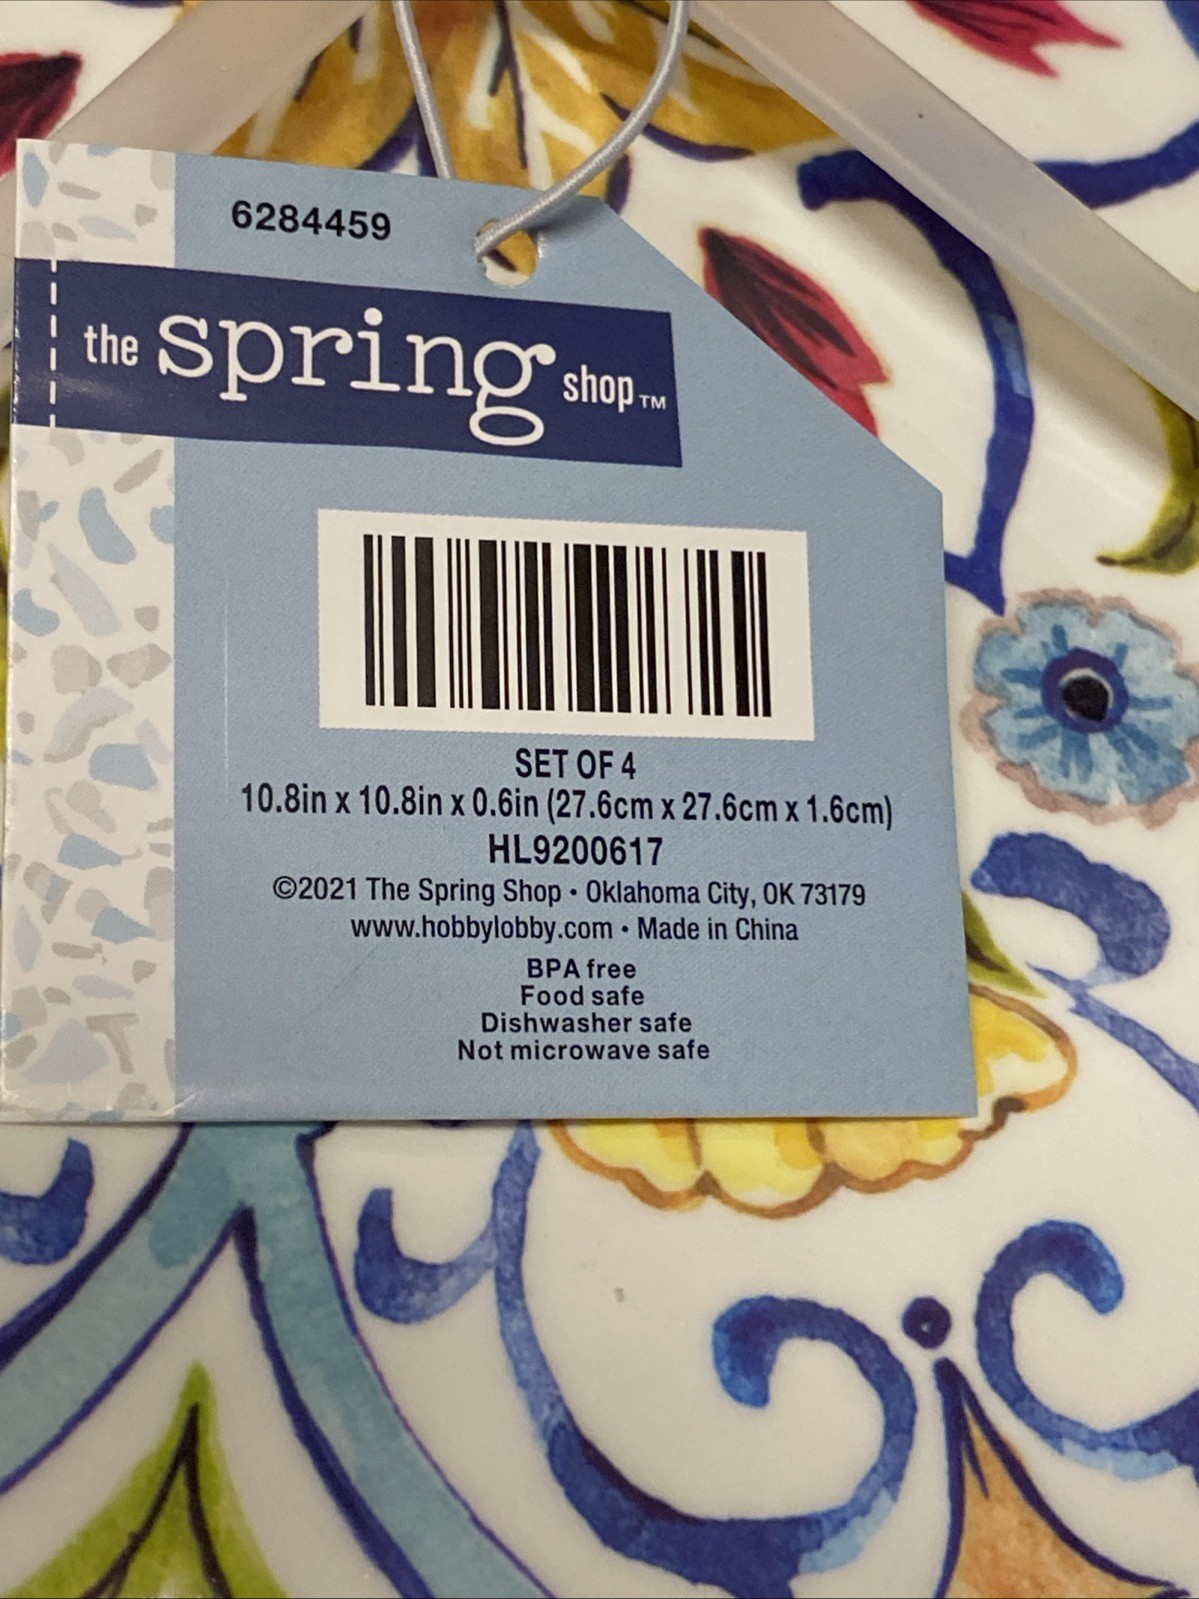 6284459
the spring shop™
SET OF 4
10.8in x 10.8in x 0.6in (27.6cm x 27.6cm x 1.6cm)
HL9200617
©2021 The Spring Shop • Oklahoma City, OK 73179
www.hobbylobby.com • Made in China
BPA free
Food safe
Dishwasher safe
Not microwave safe